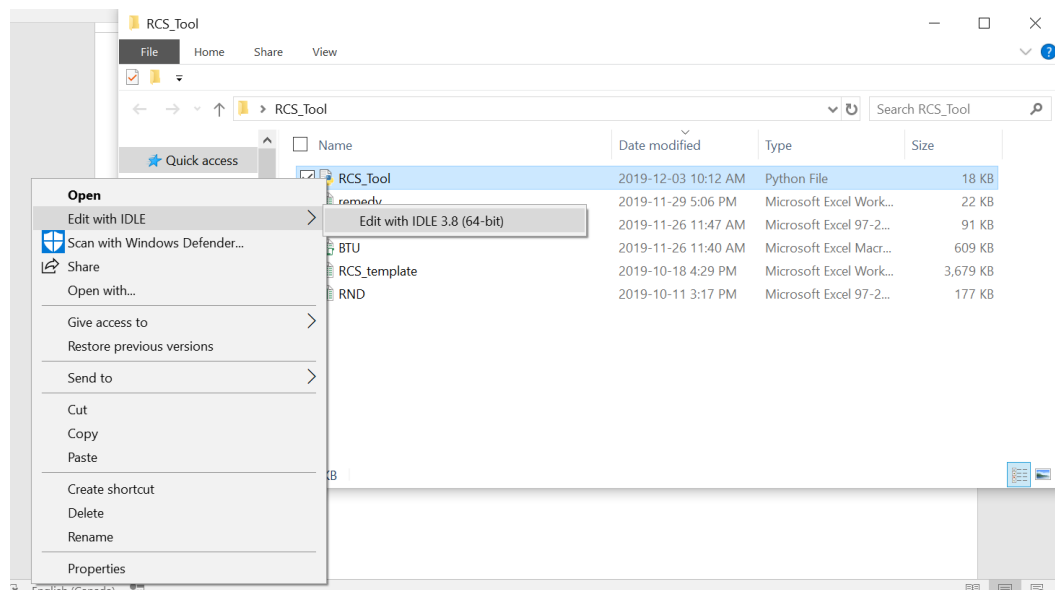 RCS_Tool
File Home Share View
RCS_Tool
Search RCS_Tool
Quick access
Name Date modified Type Size
RCS_Tool 2019-12-03 10:12 AM Python File 18 KB
remedy 2019-11-29 5:06 PM Microsoft Excel Work... 22 KB
2019-11-26 11:47 AM Microsoft Excel 97-2... 91 KB
BTU 2019-11-26 11:40 AM Microsoft Excel Macr... 609 KB
RCS_template 2019-10-18 4:29 PM Microsoft Excel Work... 3,679 KB
RND 2019-10-11 3:17 PM Microsoft Excel 97-2... 177 KB
Open
Edit with IDLE
Edit with IDLE 3.8 (64-bit)
Scan with Windows Defender...
Share
Open with...
Give access to
Restore previous versions
Send to
Cut
Copy
Paste
KB
Create shortcut
Delete
Rename
Properties
English (Canada)